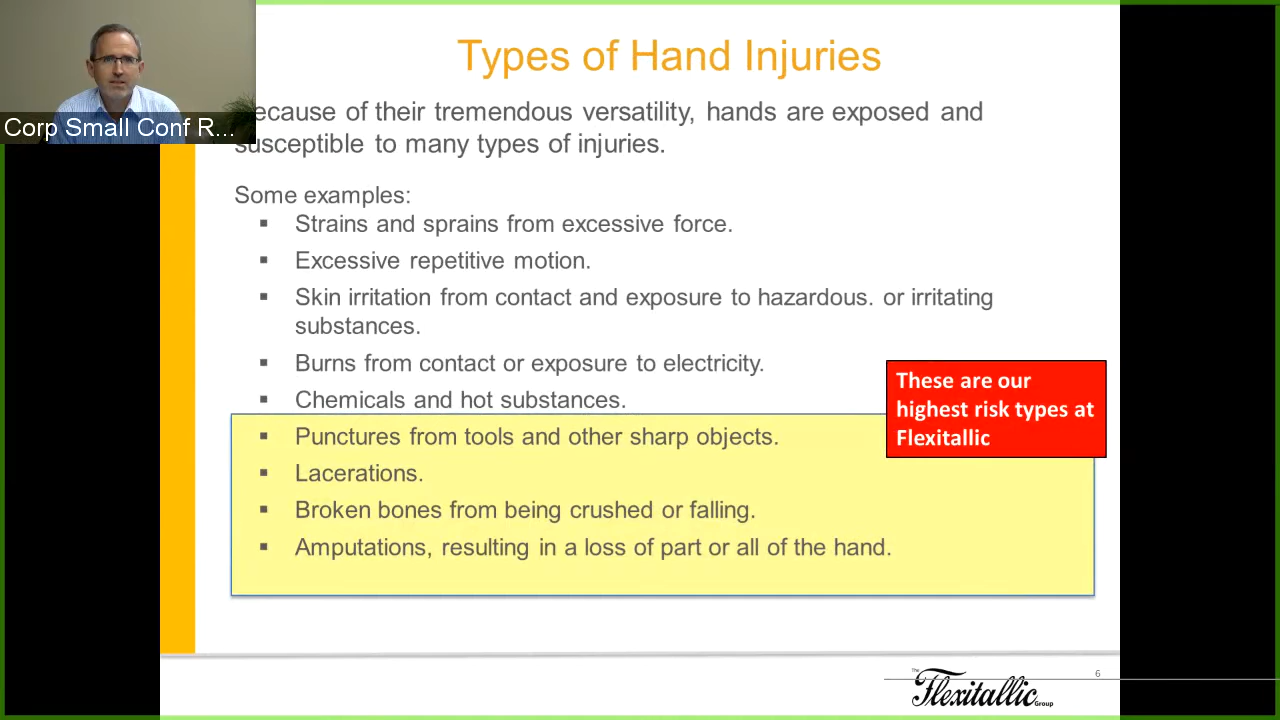 Types of Hand Injuries
ecause of their tremendous versatility, hands are exposed and
susceptible to many types of injuries.
Corp Small Conf R...
Some examples:
▪ Strains and sprains from excessive force.
▪ Excessive repetitive motion.
▪ Skin irritation from contact and exposure to hazardous. or irritating
substances.
▪ Burns from contact or exposure to electricity.
▪ Chemicals and hot substances.
▪ Punctures from tools and other sharp objects.
▪ Lacerations.
▪ Broken bones from being crushed or falling.
▪ Amputations, resulting in a loss of part or all of the hand.
These are our
highest risk types at
Flexitallic
The
Flexitallic
Group
6